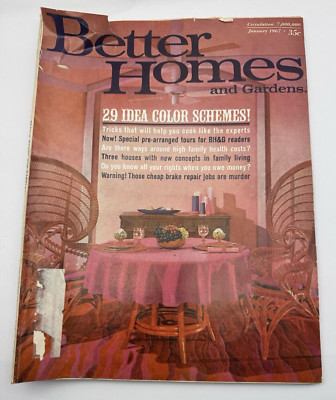 Circulation 7,000,000
January 1967 • 35c
Better
Homes
and Gardens.
29 IDEA COLOR SCHEMES!
Tricks that will help you cook like the experts
Now! Special pre-arranged tours for BH&G readers
Are there ways around high family health costs?
Three houses with new concepts in family living
Do you know all your rights when you owe money?
Warning! Those cheap brake repair jobs are murder